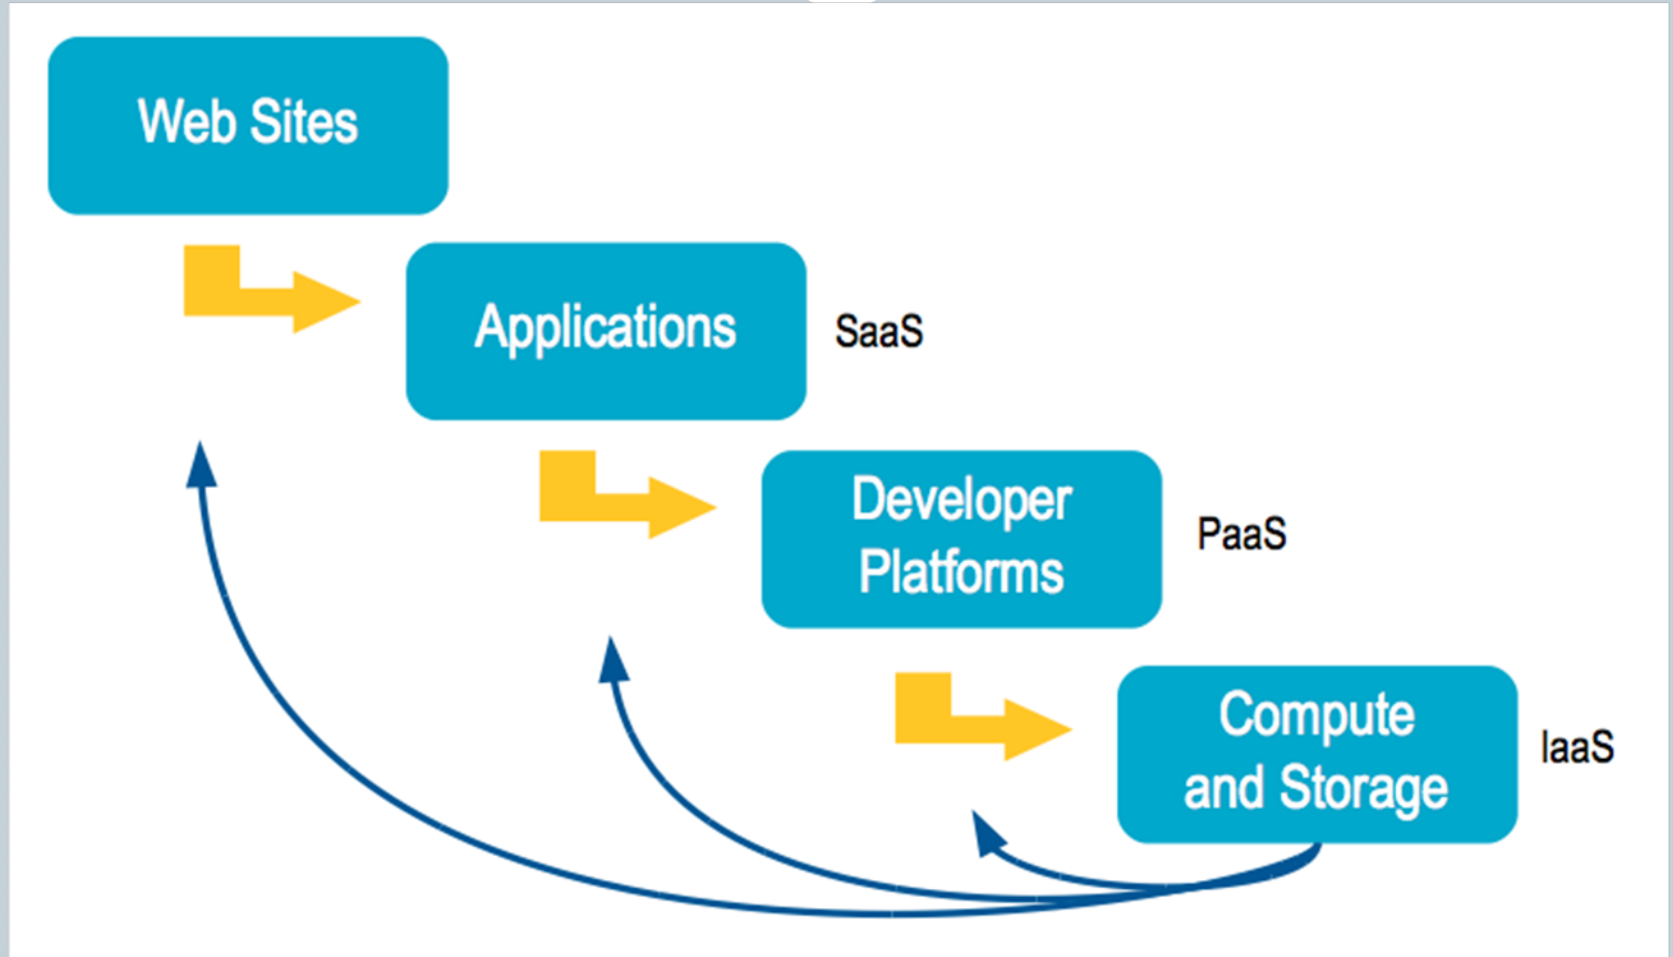 Web Sites
Applications
SaaS
Developer
Platforms
PaaS
Compute
and Storage
IaaS